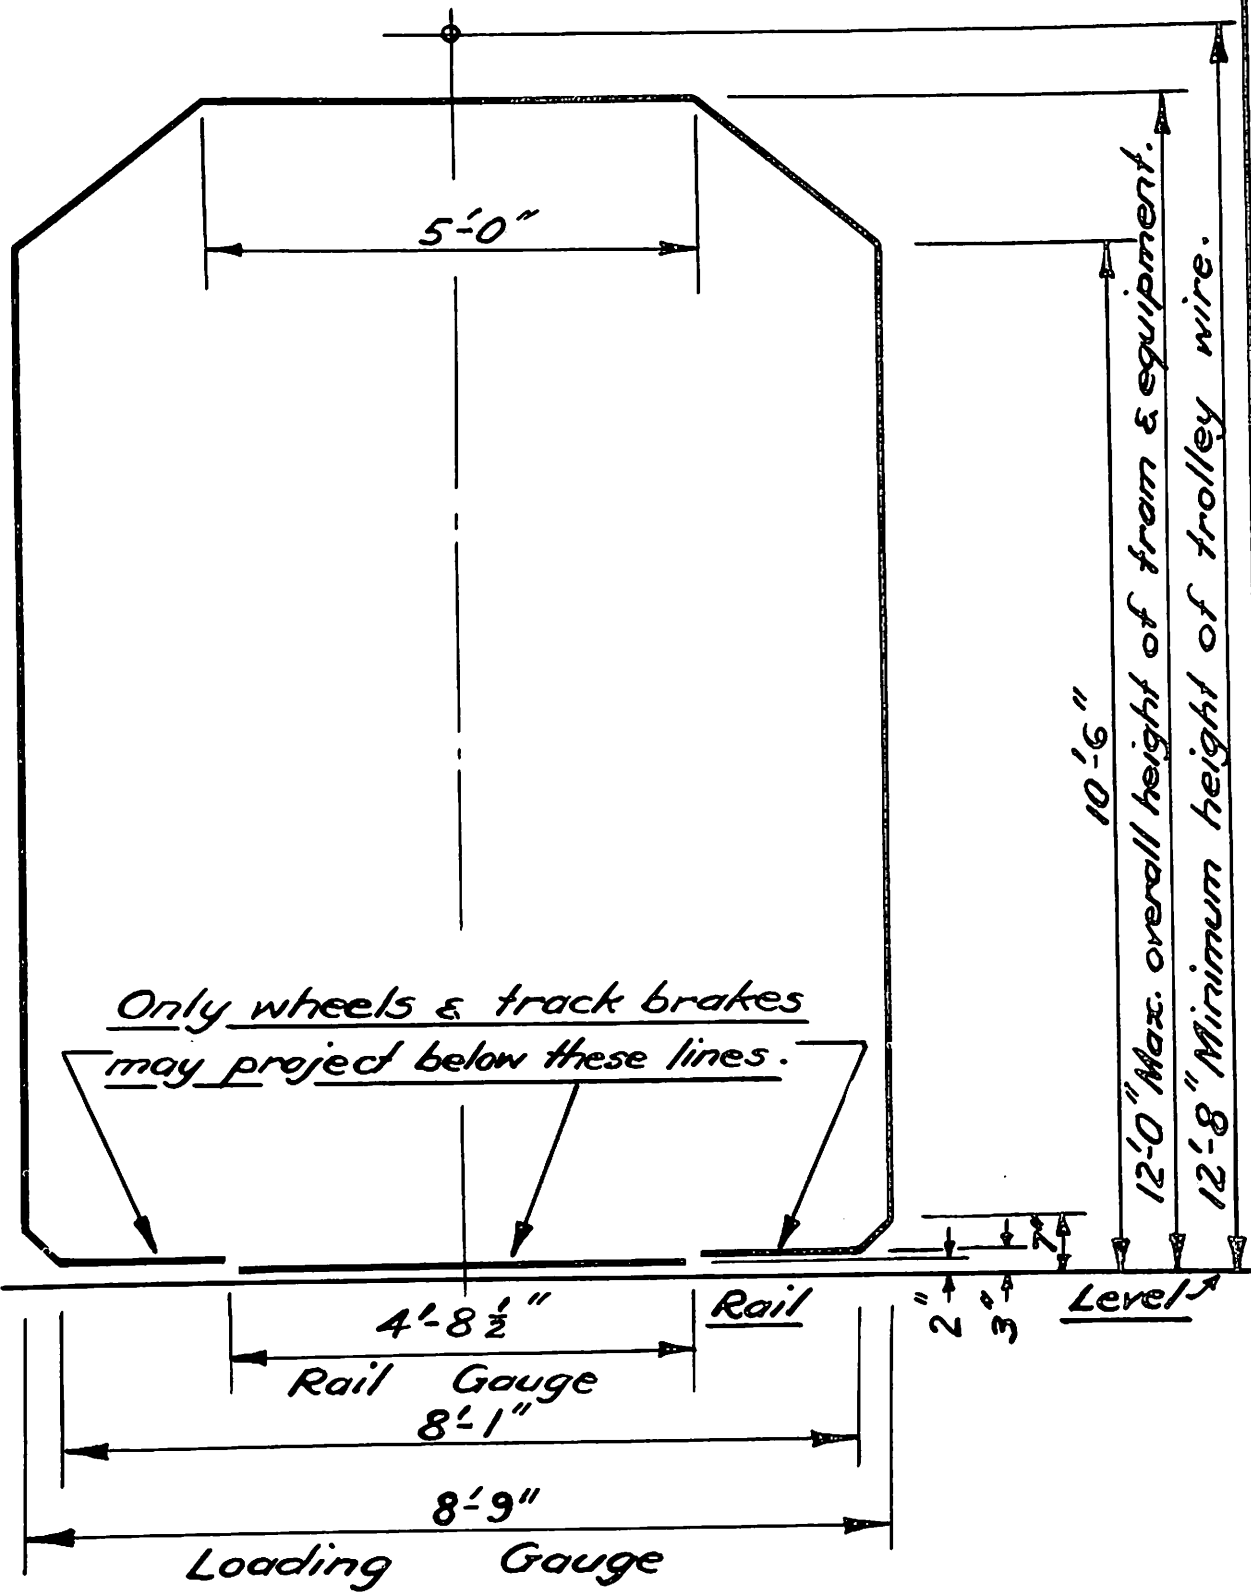 5'-0"
10'-6"
12'-0" Max. overall height of tram & equipment.
12'-8" Minimum height of trolley wire.
Only wheels & track brakes
may project below these lines.
7"
2"
3"
Rail Level
4'-8½"
Rail Gauge
8'-1"
8'-9"
Loading Gauge